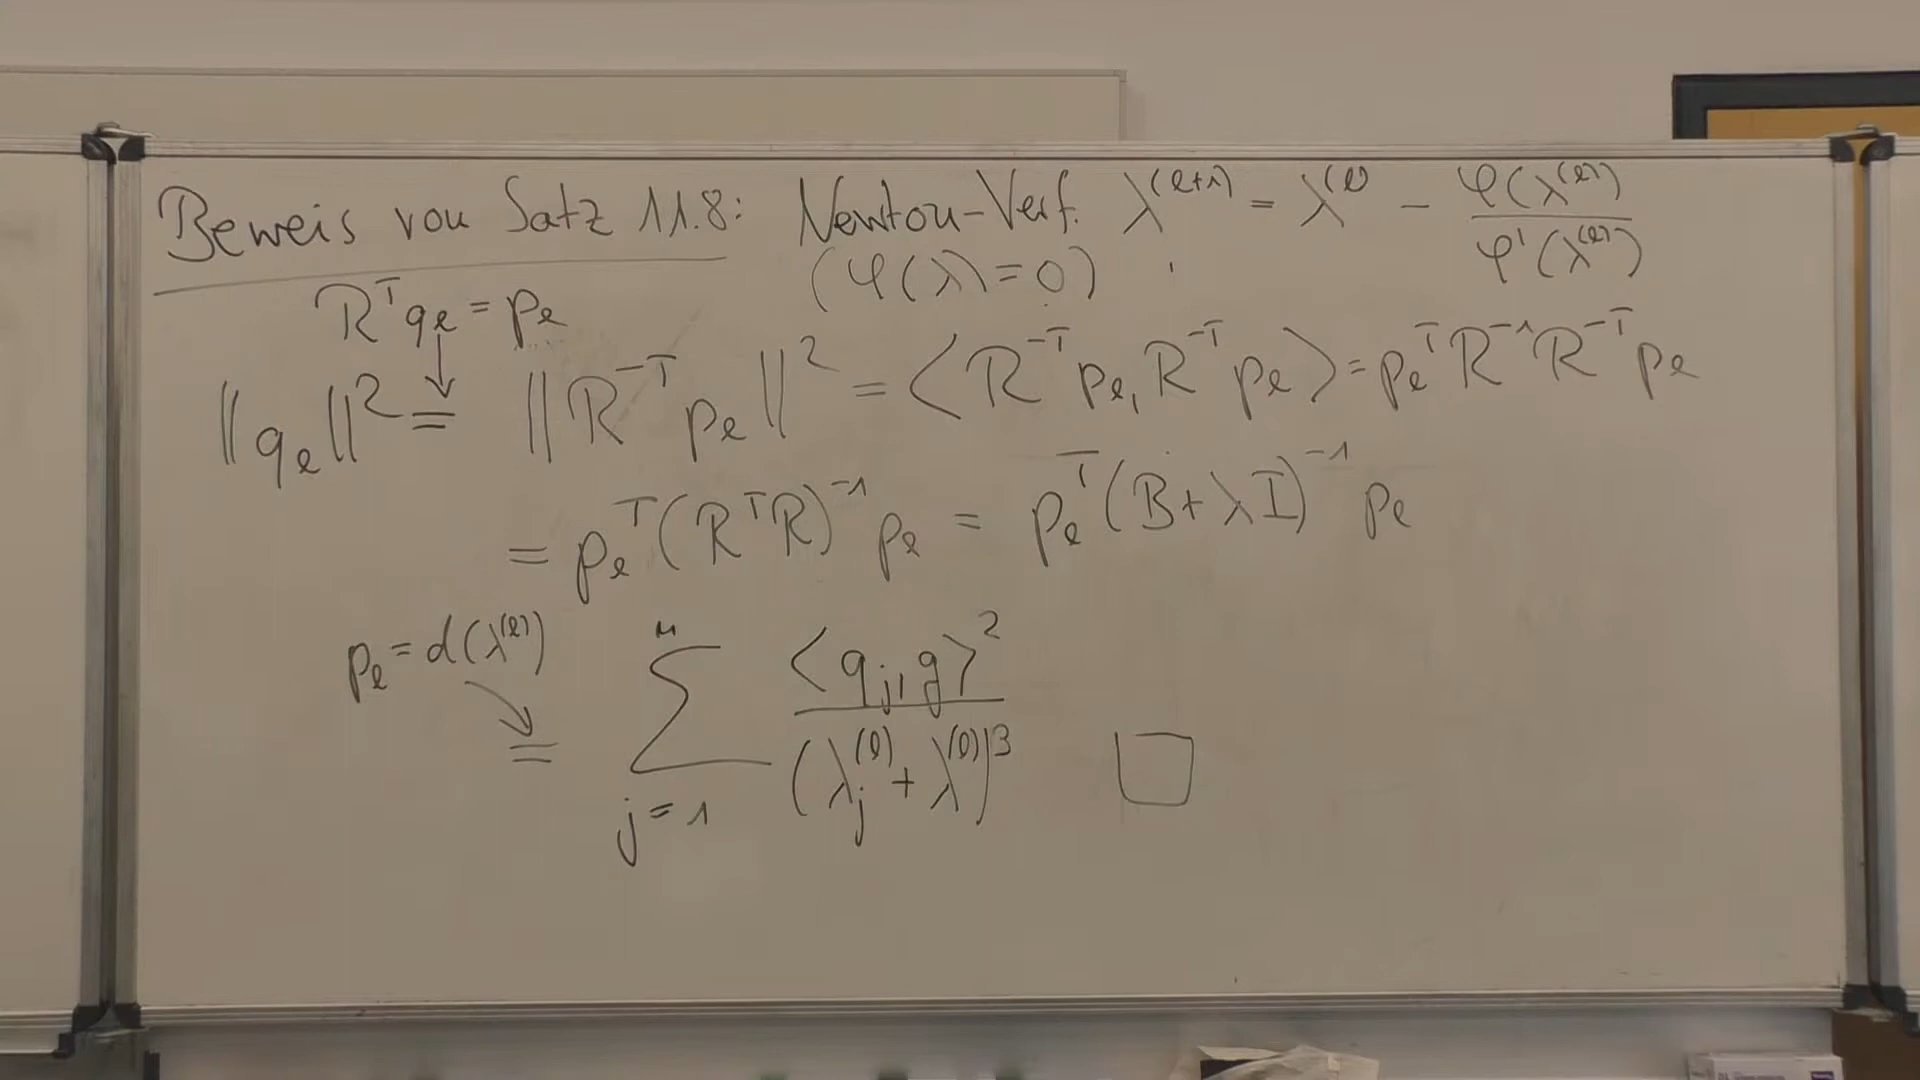 Beweis von Satz 11.8: Newton-Verf. λ^(ℓ+1) = λ^(ℓ) − φ(λ^(ℓ)) / φ'(λ^(ℓ))
(φ(λ)=0)
R^T q_ℓ = p_ℓ
||q_ℓ||² = ||R^{-T} p_ℓ||² = ⟨R^{-T} p_ℓ, R^{-T} p_ℓ⟩ = p_ℓ^T R^{-1} R^{-T} p_ℓ
= p_ℓ^T (R^T R)^{-1} p_ℓ = p_ℓ^T (B + λI)^{-1} p_ℓ
p_ℓ = d(λ^(ℓ))
= ∑_{j=1}^{n} ⟨q_j, g⟩² / (λ_j^(ℓ) + λ^(ℓ))³ □